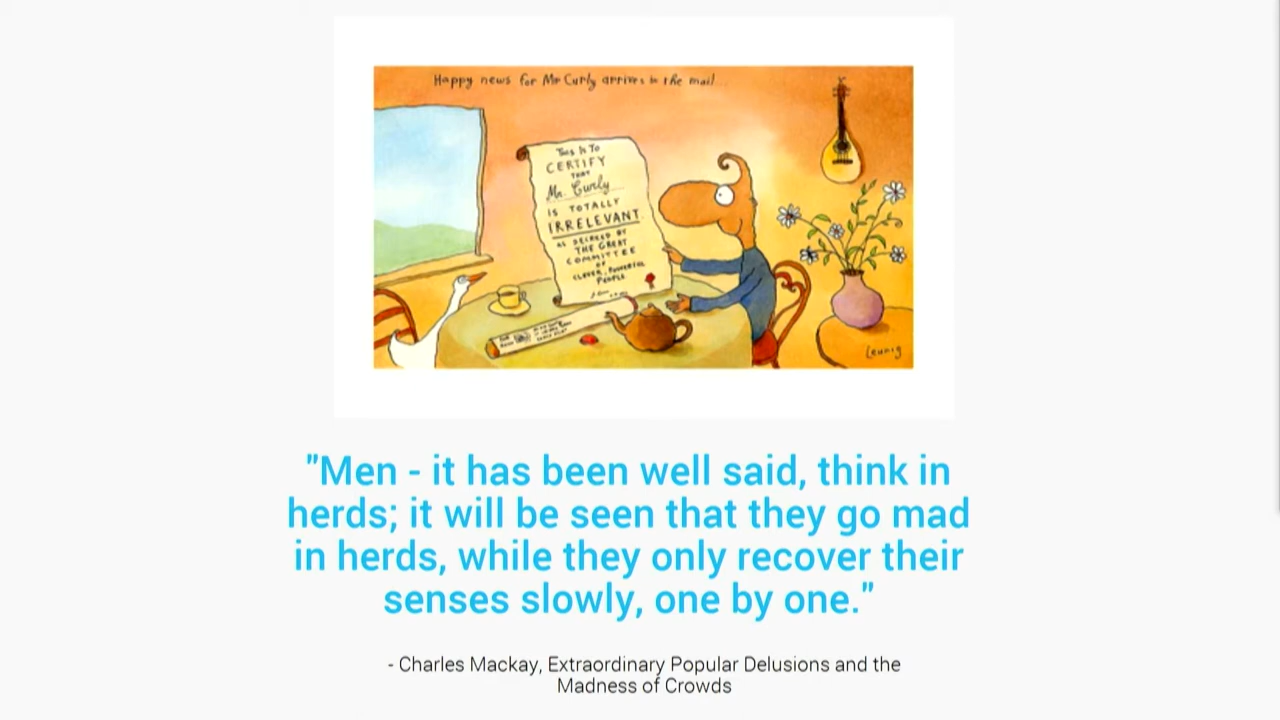 Happy news for Mr Curly arrives in the mail
This Is To
CERTIFY
THAT
Mr. Curly
IS TOTALLY
IRRELEVANT
AS DECREED BY
THE GREAT
COMMITTEE
OF
CLEVER, POWERFUL
PEOPLE
Leunig
"Men - it has been well said, think in
herds; it will be seen that they go mad
in herds, while they only recover their
senses slowly, one by one."
- Charles Mackay, Extraordinary Popular Delusions and the
Madness of Crowds